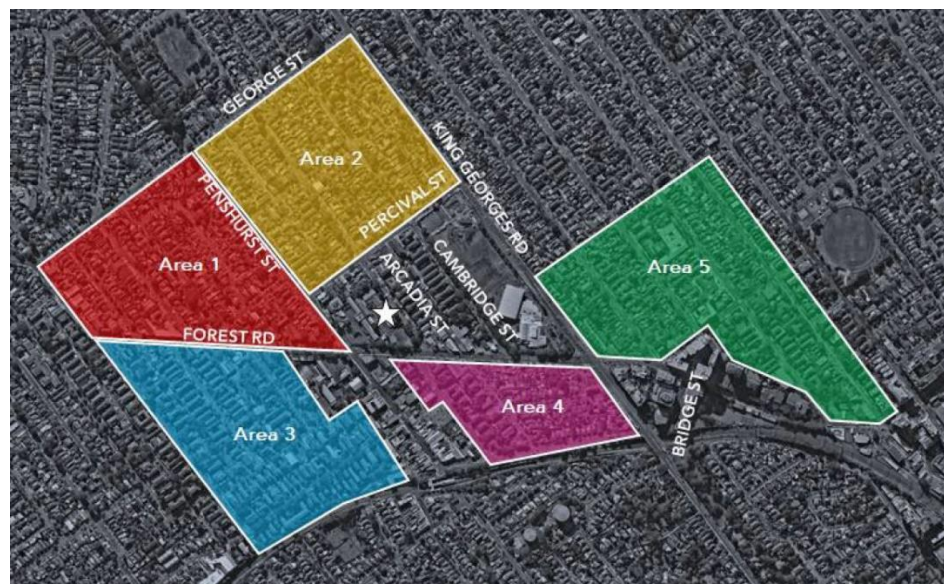 GEORGE ST
Area 2
KING GEORGES RD
PENSHURST ST
PERCIVAL ST
Area 1
ARCADIA ST
CAMBRIDGE ST
Area 5
FOREST RD
Area 4
BRIDGE ST
Area 3